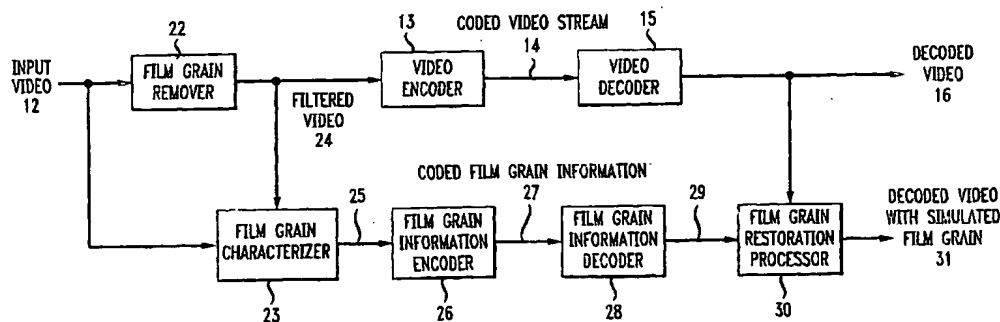 INPUT
VIDEO
12
22
FILM GRAIN
REMOVER
FILTERED
VIDEO
24
13
VIDEO
ENCODER
CODED VIDEO STREAM
14
15
VIDEO
DECODER
DECODED
VIDEO
16
CODED FILM GRAIN INFORMATION
FILM GRAIN
CHARACTERIZER
23
25
FILM GRAIN
INFORMATION
ENCODER
26
27
FILM GRAIN
INFORMATION
DECODER
28
29
FILM GRAIN
RESTORATION
PROCESSOR
30
DECODED VIDEO
WITH SIMULATED
FILM GRAIN
31